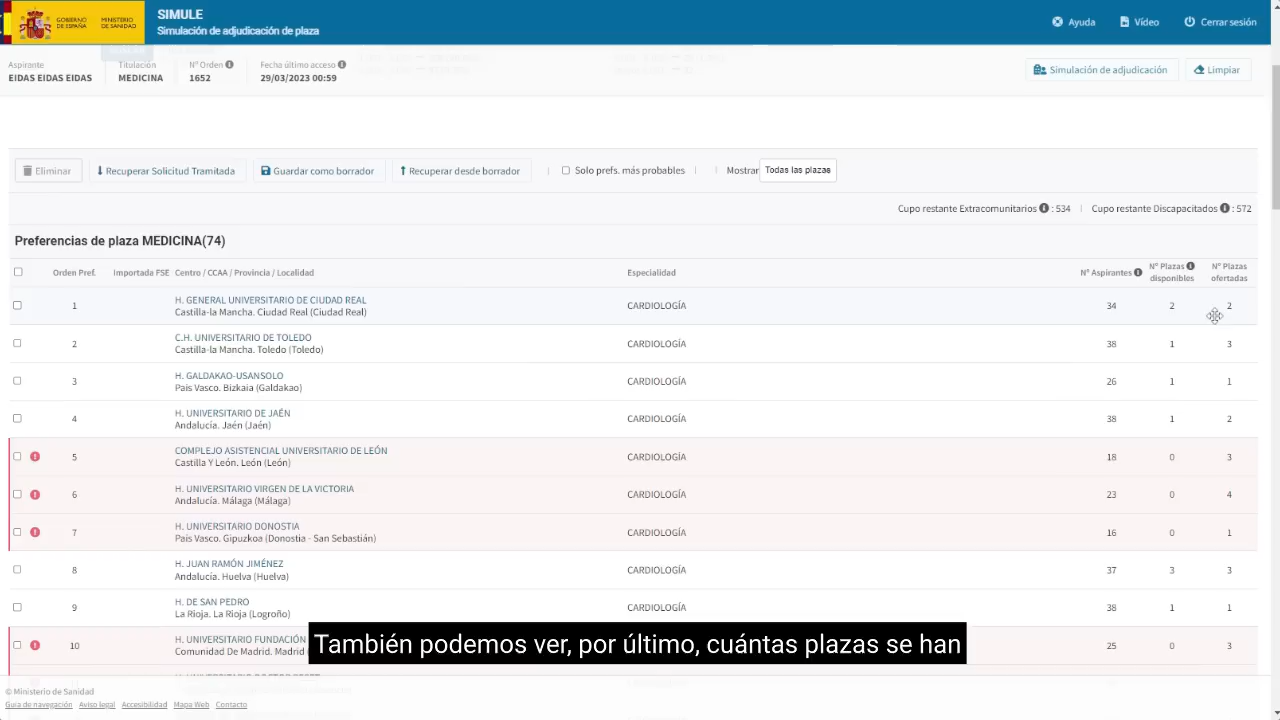 GOBIERNO
DE ESPAÑA
MINISTERIO
DE SANIDAD
SIMULE
Simulación de adjudicación de plaza
Ayuda
Vídeo
Cerrar sesión
Aspirante
EIDAS EIDAS EIDAS
Titulación
MEDICINA
Nº Orden
1652
Fecha último acceso
29/03/2023 00:59
Simulación de adjudicación
Limpiar
Eliminar
Recuperar Solicitud Tramitada
Guardar como borrador
Recuperar desde borrador
Solo prefs. más probables
Mostrar
Todas las plazas
Cupo restante Extracomunitarios : 534
Cupo restante Discapacitados : 572
Preferencias de plaza MEDICINA(74)
Orden Pref. Importada FSE Centro / CCAA / Provincia / Localidad Especialidad Nº Aspirantes Nº Plazas disponibles Nº Plazas ofertadas
1 H. GENERAL UNIVERSITARIO DE CIUDAD REAL CARDIOLOGÍA 34 2 2
Castilla-la Mancha. Ciudad Real (Ciudad Real)
2 C.H. UNIVERSITARIO DE TOLEDO CARDIOLOGÍA 38 1 3
Castilla-la Mancha. Toledo (Toledo)
3 H. GALDAKAO-USANSOLO CARDIOLOGÍA 26 1 1
País Vasco. Bizkaia (Galdakao)
4 H. UNIVERSITARIO DE JAÉN CARDIOLOGÍA 38 1 2
Andalucía. Jaén (Jaén)
5 COMPLEJO ASISTENCIAL UNIVERSITARIO DE LEÓN CARDIOLOGÍA 18 0 3
Castilla Y León. León (León)
6 H. UNIVERSITARIO VIRGEN DE LA VICTORIA CARDIOLOGÍA 23 0 4
Andalucía. Málaga (Málaga)
7 H. UNIVERSITARIO DONOSTIA CARDIOLOGÍA 16 0 1
País Vasco. Gipuzkoa (Donostia - San Sebastián)
8 H. JUAN RAMÓN JIMÉNEZ CARDIOLOGÍA 37 3 3
Andalucía. Huelva (Huelva)
9 H. DE SAN PEDRO CARDIOLOGÍA 38 1 1
La Rioja. La Rioja (Logroño)
10 H. UNIVERSITARIO FUNDACIÓN 25 0 3
Comunidad De Madrid. Madrid
También podemos ver, por último, cuántas plazas se han
© Ministerio de Sanidad
Guía de navegación Aviso legal Accesibilidad Mapa Web Contacto